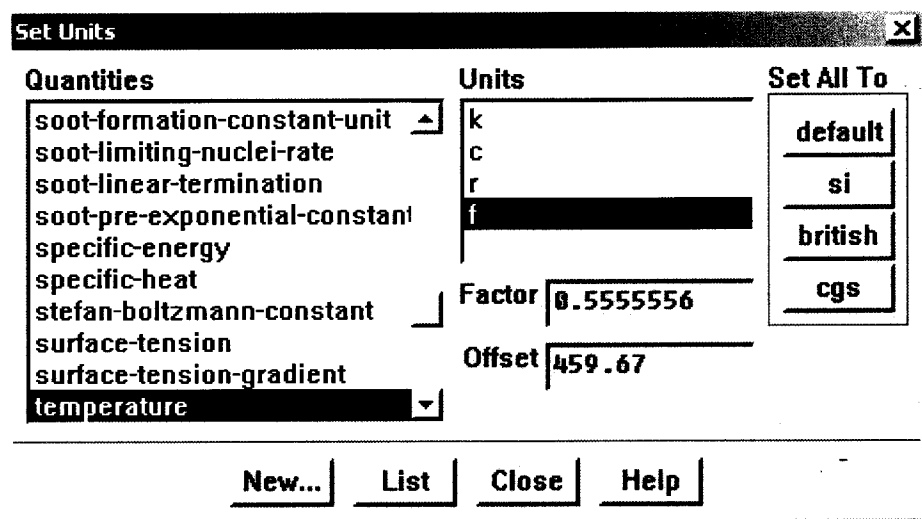 Set Units
Quantities
soot-formation-constant-unit
soot-limiting-nuclei-rate
soot-linear-termination
soot-pre-exponential-constant
specific-energy
specific-heat
stefan-boltzmann-constant
surface-tension
surface-tension-gradient
temperature
Units
k
c
r
f
Factor 0.5555556
Offset 459.67
Set All To
default
si
british
cgs
New... List Close Help